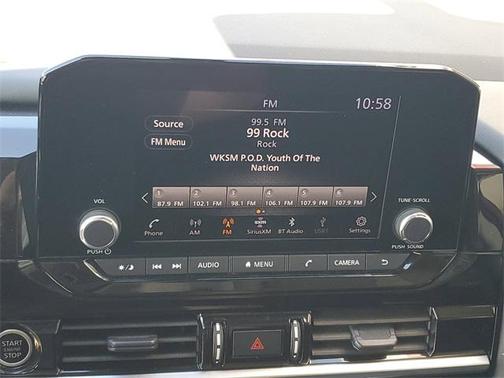 FM
10:58
Source
99.5 FM
99 Rock
FM Menu
Rock
WKSM P.O.D. Youth Of The
Nation
1 2 3 4 5 6
87.9 FM 102.1 FM 98.1 FM 106.1 FM 107.9 FM 107.9 FM
VOL
TUNE·SCROLL
Phone AM FM SiriusXM BT Audio USB1 Settings
PUSH
PUSH SOUND
AUDIO MENU CAMERA
START
ENGINE
STOP